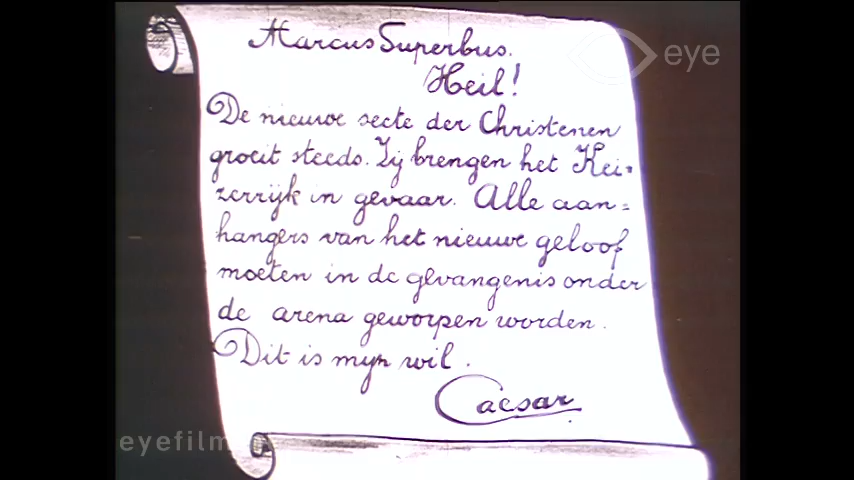 Marcus Superbus.
Heil!
De nieuwe secte der Christenen
groeit steeds. Zij brengen het Kei-
zerrijk in gevaar. Alle aan=
hangers van het nieuwe geloof
moeten in de gevangenis onder
de arena geworpen worden.
Dit is mijn wil.
Caesar
eye
eyefilm